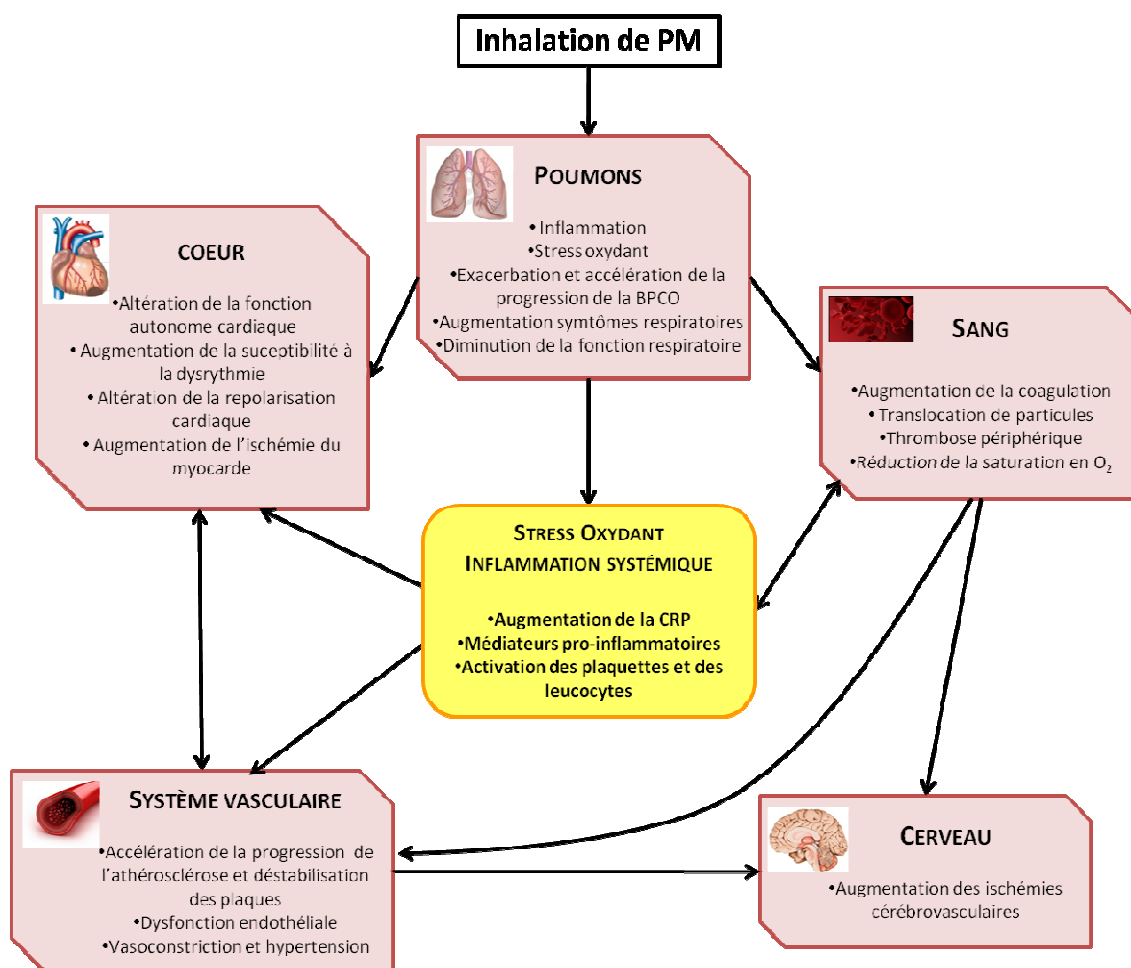 Inhalation de PM
POUMONS
•Inflammation
•Stress oxydant
•Exacerbation et accélération de la
progression de la BPCO
•Augmentation symtômes respiratoires
•Diminution de la fonction respiratoire
COEUR
•Altération de la fonction
autonome cardiaque
•Augmentation de la suceptibilité à
la dysrythmie
•Altération de la repolarisation
cardiaque
•Augmentation de l'ischémie du
myocarde
SANG
•Augmentation de la coagulation
•Translocation de particules
•Thrombose périphérique
•Réduction de la saturation en O₂
STRESS OXYDANT
INFLAMMATION SYSTÉMIQUE
•Augmentation de la CRP
•Médiateurs pro-inflammatoires
•Activation des plaquettes et des
leucocytes
SYSTÈME VASCULAIRE
•Accélération de la progression de
l'athérosclérose et déstabilisation
des plaques
•Dysfonction endothéliale
•Vasoconstriction et hypertension
CERVEAU
•Augmentation des ischémies
cérébrovasculaires